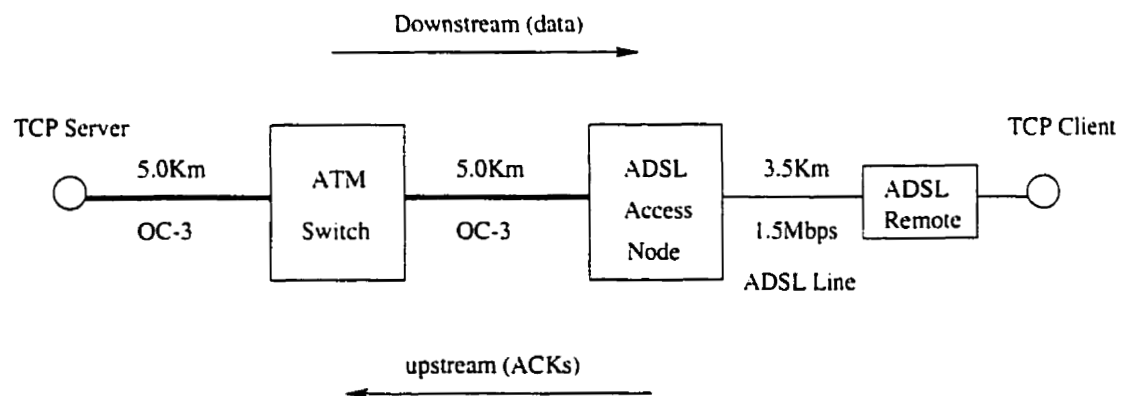 Downstream (data)
TCP Server
TCP Client
5.0Km
5.0Km
3.5Km
ATM
Switch
ADSL
Access
Node
ADSL
Remote
OC-3
OC-3
1.5Mbps
ADSL Line
upstream (ACKs)